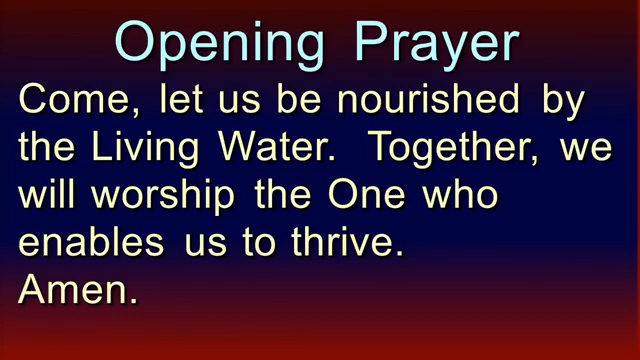 Opening Prayer
Come, let us be nourished by
the Living Water. Together, we
will worship the One who
enables us to thrive.
Amen.